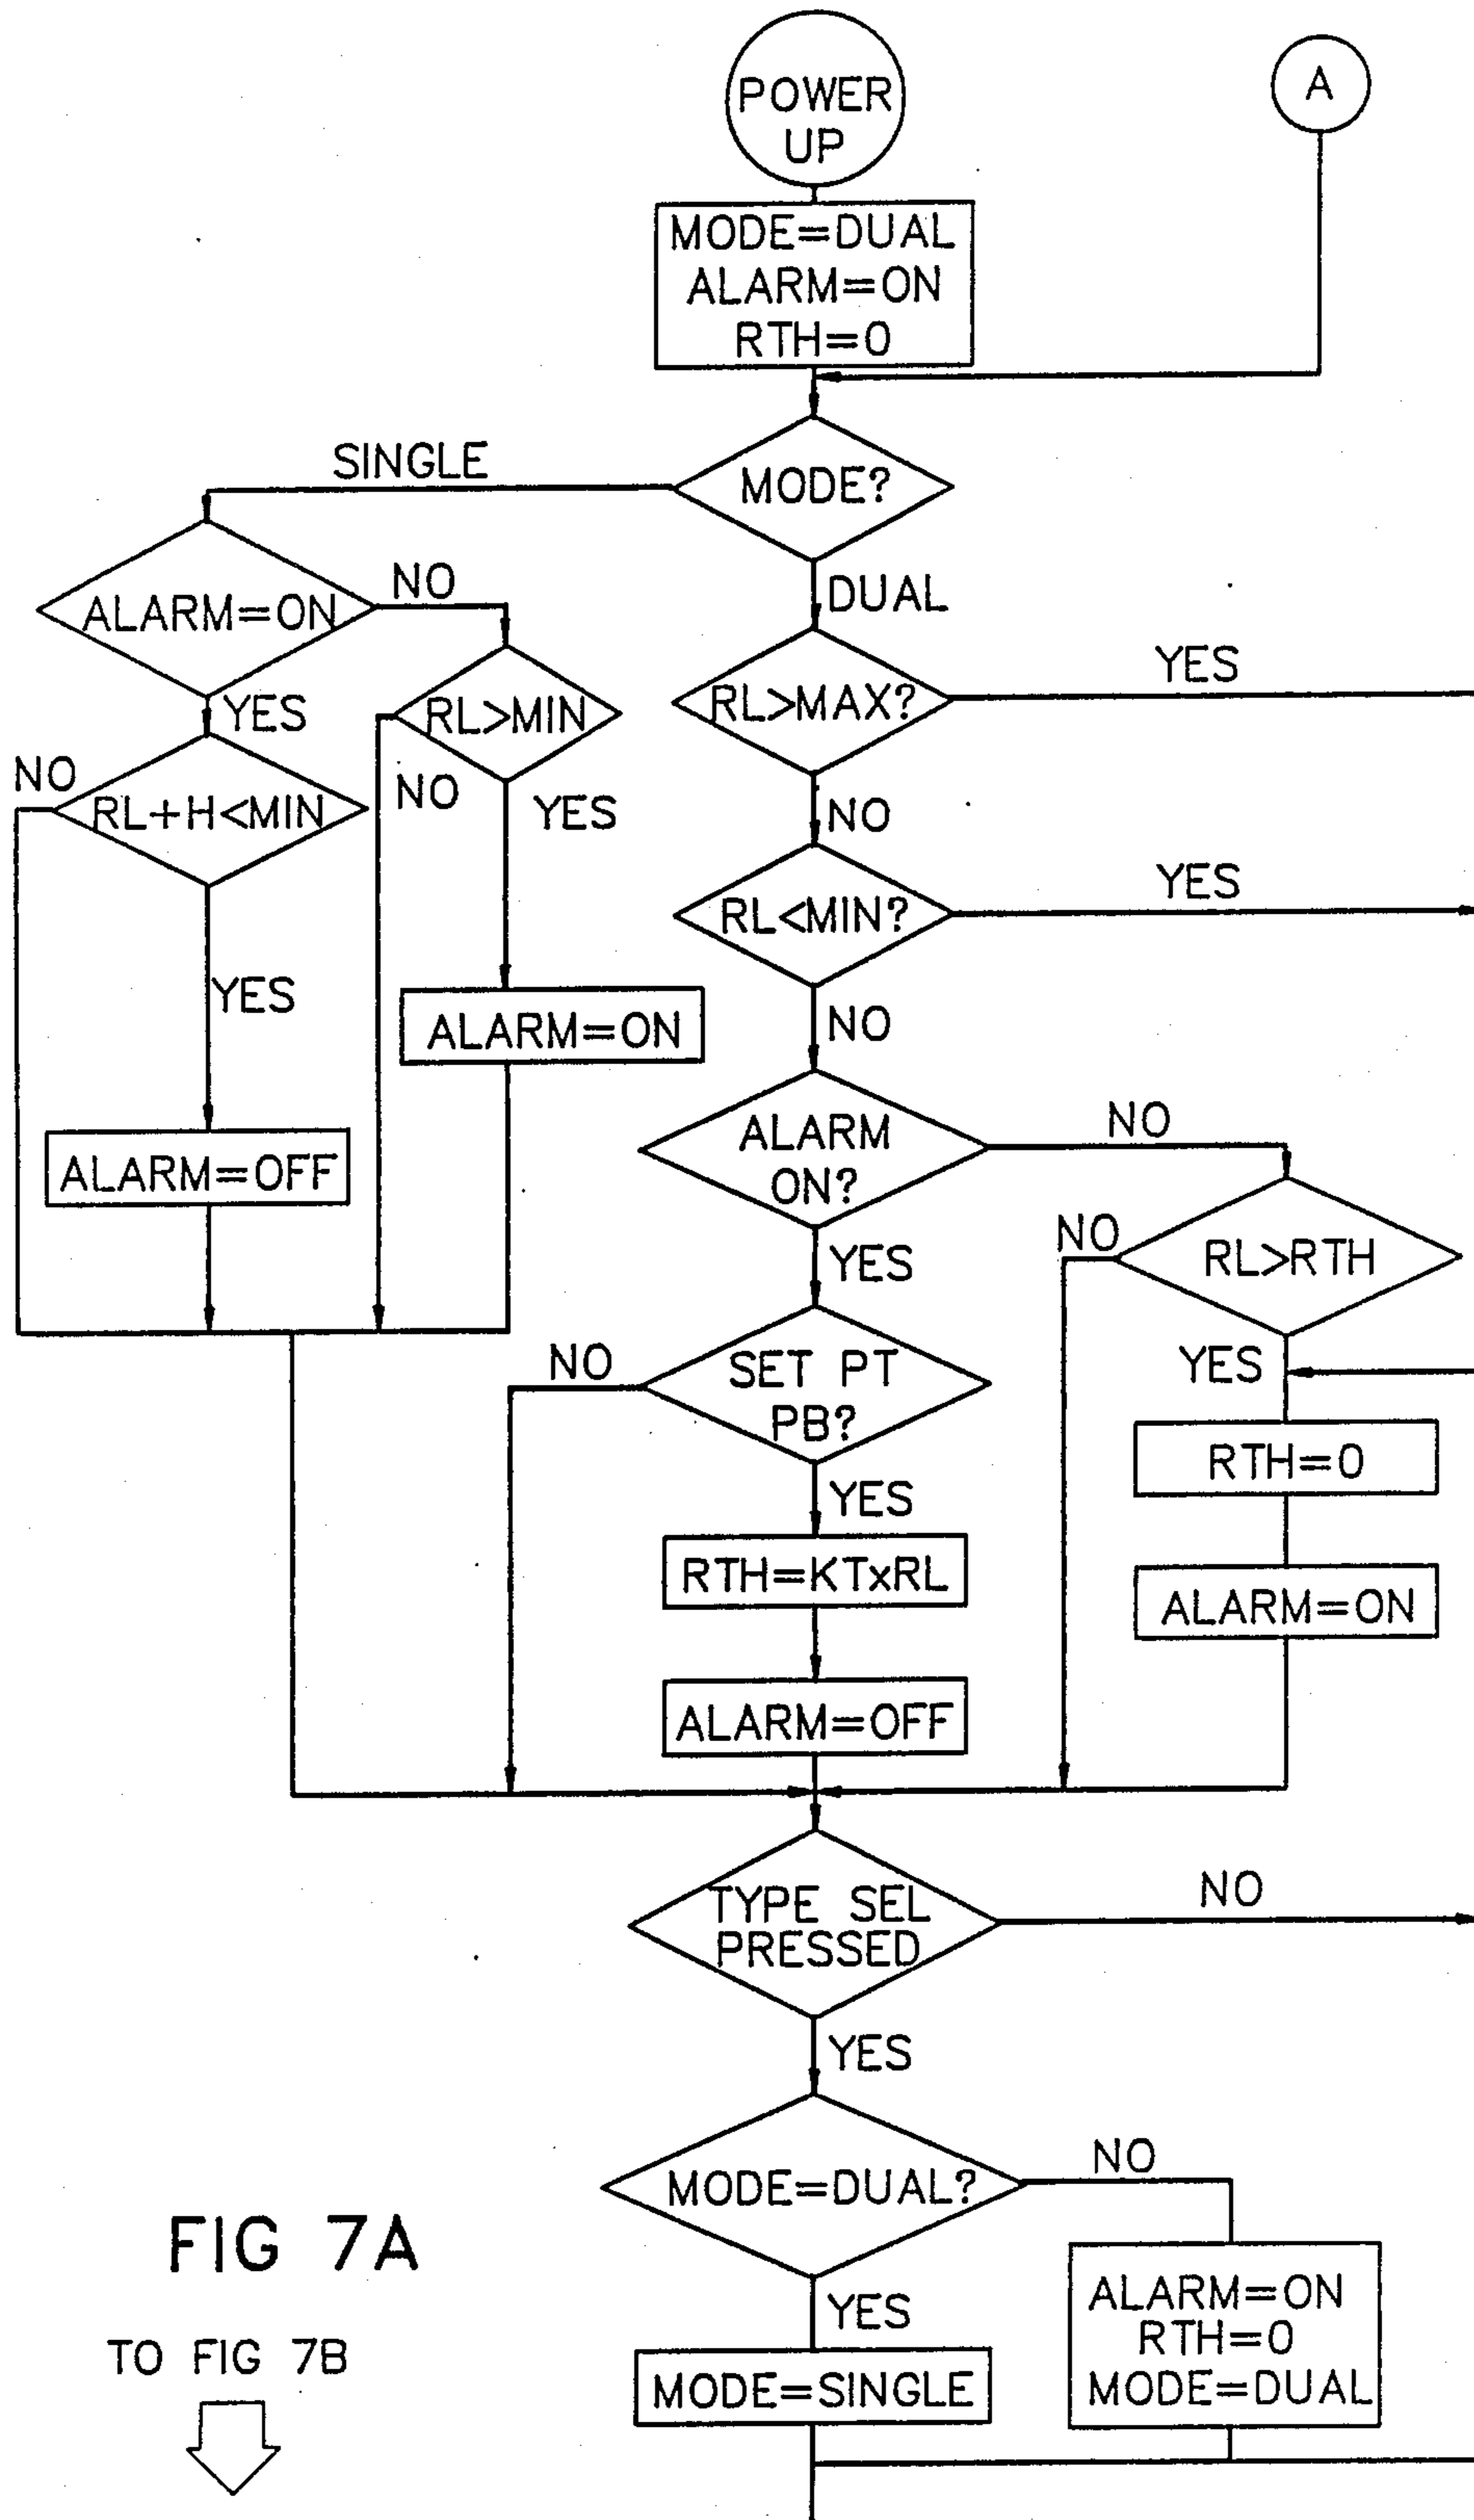 POWER
UP
A
MODE=DUAL
ALARM=ON
RTH=0
SINGLE
MODE?
ALARM=ON
NO
DUAL
YES
RL>MIN
RL>MAX?
YES
NO
RL+H<MIN
NO
YES
NO
RL<MIN?
YES
YES
ALARM=ON
NO
ALARM
ON?
NO
ALARM=OFF
YES
NO
RL>RTH
NO
SET PT
PB?
YES
RTH=0
YES
RTH=KTxRL
ALARM=ON
ALARM=OFF
TYPE SEL
PRESSED
NO
YES
MODE=DUAL?
NO
YES
ALARM=ON
RTH=0
MODE=DUAL
MODE=SINGLE
FIG 7A
TO FIG 7B